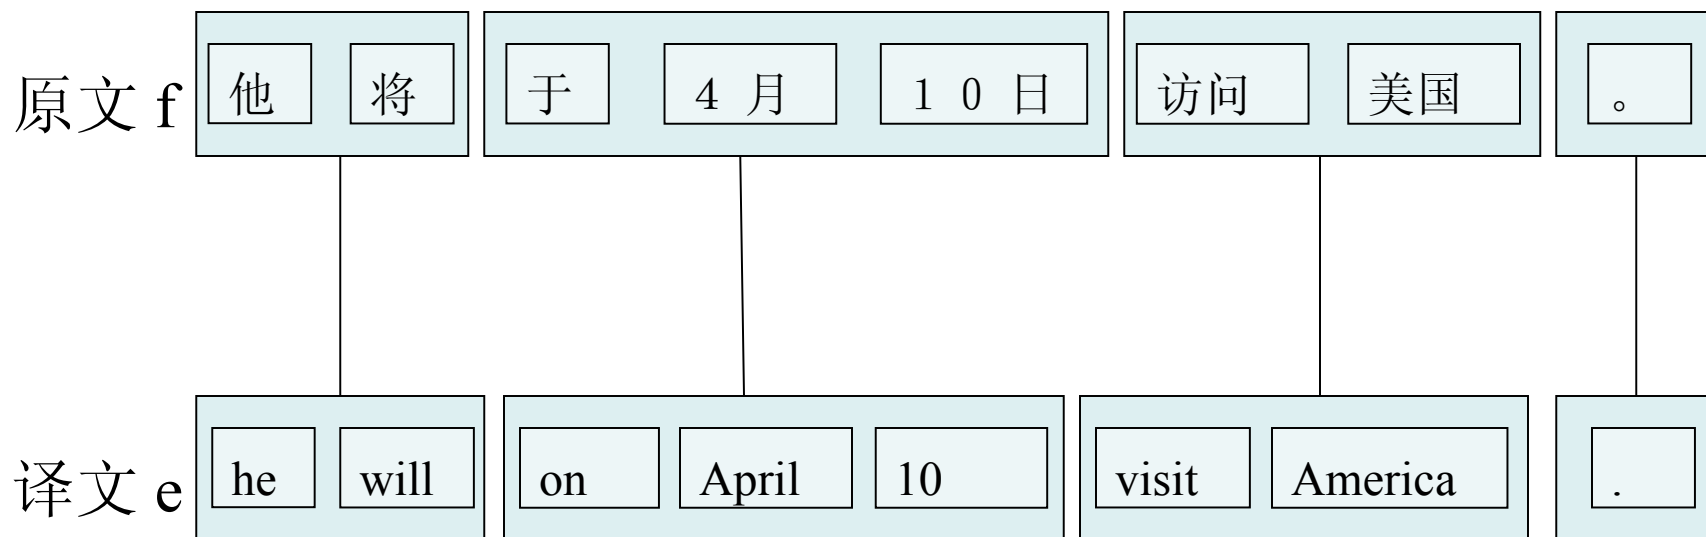 原文 f 他 将 于 4 月 1 0 日 访问 美国 。
译文 e he will on April 10 visit America .